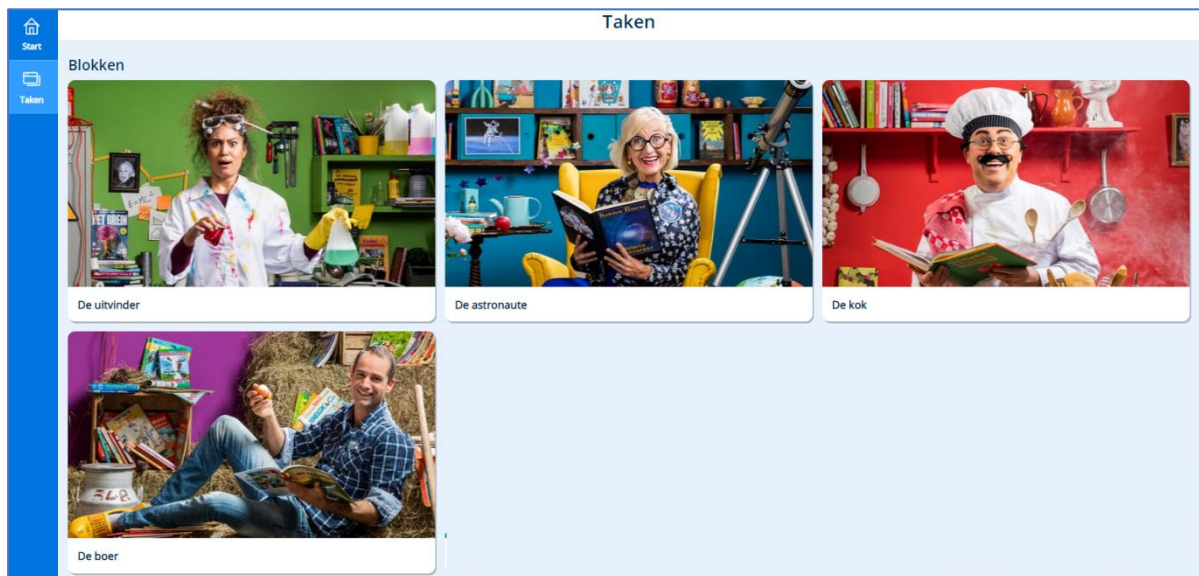 Taken
Start
Taken
Blokken
De uitvinder
De astronaute
De kok
De boer